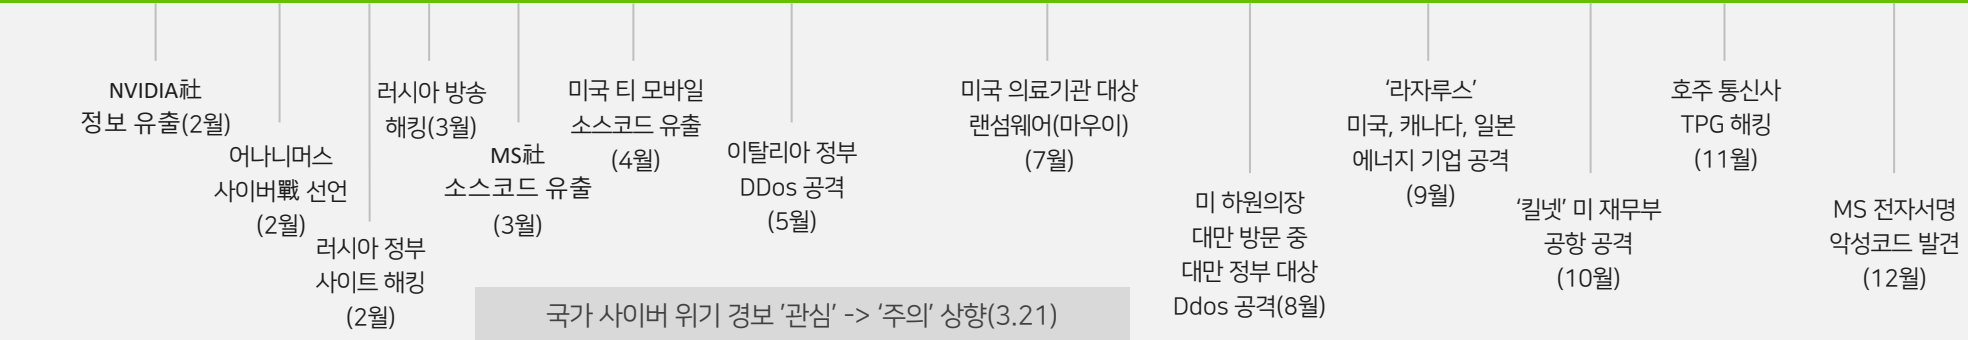 NVIDIA社
정보 유출(2월)
어나니머스
사이버戰 선언
(2월)
러시아 정부
사이트 해킹
(2월)
러시아 방송
해킹(3월)
MS社
소스코드 유출
(3월)
미국 티 모바일
소스코드 유출
(4월)
이탈리아 정부
DDos 공격
(5월)
국가 사이버 위기 경보 '관심' -> '주의' 상향(3.21)
미국 의료기관 대상
랜섬웨어(마우이)
(7월)
미 하원의장
대만 방문 중
대만 정부 대상
Ddos 공격(8월)
'라자루스'
미국, 캐나다, 일본
에너지 기업 공격
(9월)
'킬넷' 미 재무부
공항 공격
(10월)
호주 통신사
TPG 해킹
(11월)
MS 전자서명
악성코드 발견
(12월)